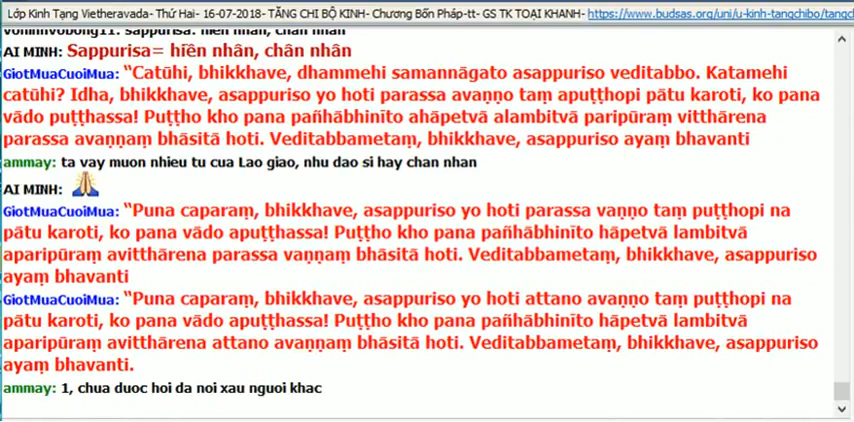 Lớp Kinh Tạng Vietheravada- Thứ Hai- 16-07-2018- TĂNG CHI BỘ KINH- Chương Bốn Pháp-tt- GS TK TOẠI KHANH- https://www.budsas.org/uni/u-kinh-tangchibo/tangc
sappurisa: hiền nhân, chân nhân
AI MINH: Sappurisa= hiền nhân, chân nhân
GiotMuaCuoiMua: “Catūhi, bhikkhave, dhammehi samannāgato asappuriso veditabbo. Katamehi
catūhi? Idha, bhikkhave, asappuriso yo hoti parassa avaṇṇo taṃ apuṭṭhopi pātu karoti, ko pana
vādo puṭṭhassa! Puṭṭho kho pana pañhābhinīto ahāpetvā alambitvā paripūraṃ vitthārena
parassa avaṇṇaṃ bhāsitā hoti. Veditabbametaṃ, bhikkhave, asappuriso ayaṃ bhavanti
ammay: ta vay muon nhieu tu cua Lao giao, nhu dao si hay chan nhan
AI MINH:
GiotMuaCuoiMua: “Puna caparaṃ, bhikkhave, asappuriso yo hoti parassa vaṇṇo taṃ puṭṭhopi na
pātu karoti, ko pana vādo apuṭṭhassa! Puṭṭho kho pana pañhābhinīto hāpetvā lambitvā
aparipūraṃ avitthārena parassa vaṇṇaṃ bhāsitā hoti. Veditabbametaṃ, bhikkhave, asappuriso
ayaṃ bhavanti
GiotMuaCuoiMua: “Puna caparaṃ, bhikkhave, asappuriso yo hoti attano avaṇṇo taṃ puṭṭhopi na
pātu karoti, ko pana vādo apuṭṭhassa! Puṭṭho kho pana pañhābhinīto hāpetvā lambitvā
aparipūraṃ avitthārena attano avaṇṇaṃ bhāsitā hoti. Veditabbametaṃ, bhikkhave, asappuriso
ayaṃ bhavanti.
ammay: 1, chua duoc hoi da noi xau nguoi khac